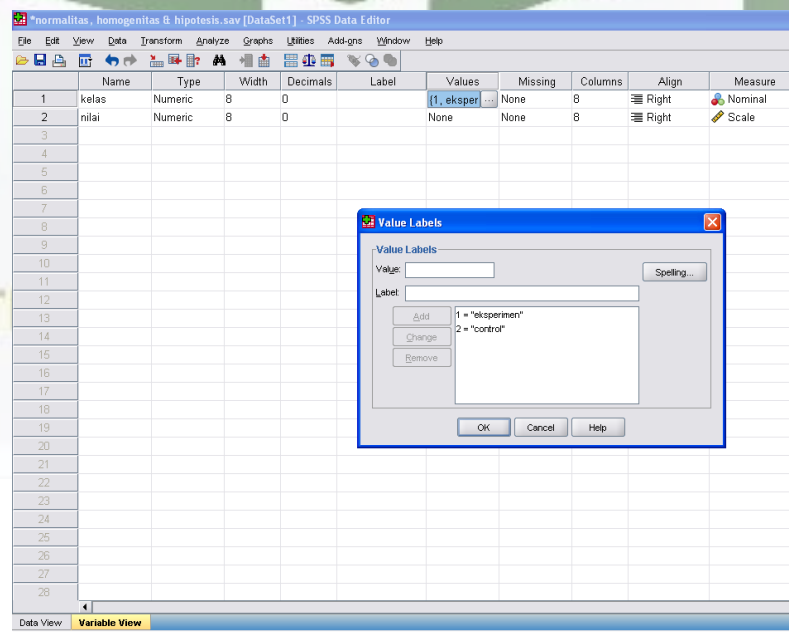 *normalitas, homogenitas & hipotesis.sav [DataSet1] - SPSS Data Editor
File Edit View Data Transform Analyze Graphs Utilities Add-ons Window Help
Name Type Width Decimals Label Values Missing Columns Align Measure
1 kelas Numeric 8 0 {1, eksper ... None 8 Right Nominal
2 nilai Numeric 8 0 None None 8 Right Scale
3
4
5
6
7
8
9
10
11
12
13
14
15
16
17
18
19
20
21
22
23
24
25
26
27
28
Value Labels
Value Labels
Value:
Spelling...
Label:
Add
Change
Remove
1 = "eksperimen"
2 = "control"
OK Cancel Help
Data View Variable View